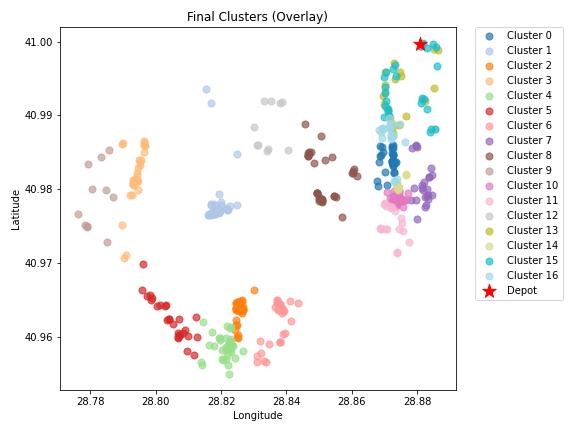 Final Clusters (Overlay)
41.00
40.99
40.98
40.97
40.96
Latitude
28.78
28.80
28.82
28.84
28.86
28.88
Longitude
Cluster 0
Cluster 1
Cluster 2
Cluster 3
Cluster 4
Cluster 5
Cluster 6
Cluster 7
Cluster 8
Cluster 9
Cluster 10
Cluster 11
Cluster 12
Cluster 13
Cluster 14
Cluster 15
Cluster 16
Depot